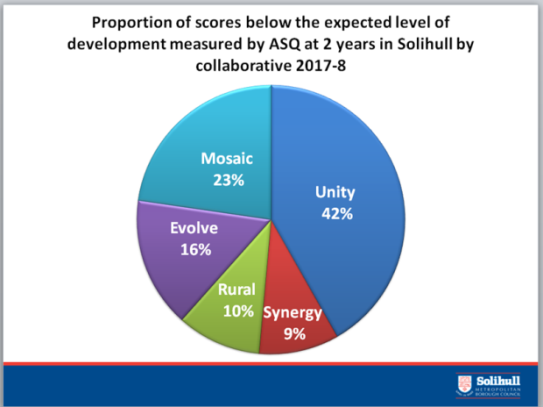 Proportion of scores below the expected level of
development measured by ASQ at 2 years in Solihull by
collaborative 2017-8
Mosaic
23%
Unity
42%
Evolve
16%
Rural
10%
Synergy
9%
Solihull
METROPOLITAN
BOROUGH COUNCIL